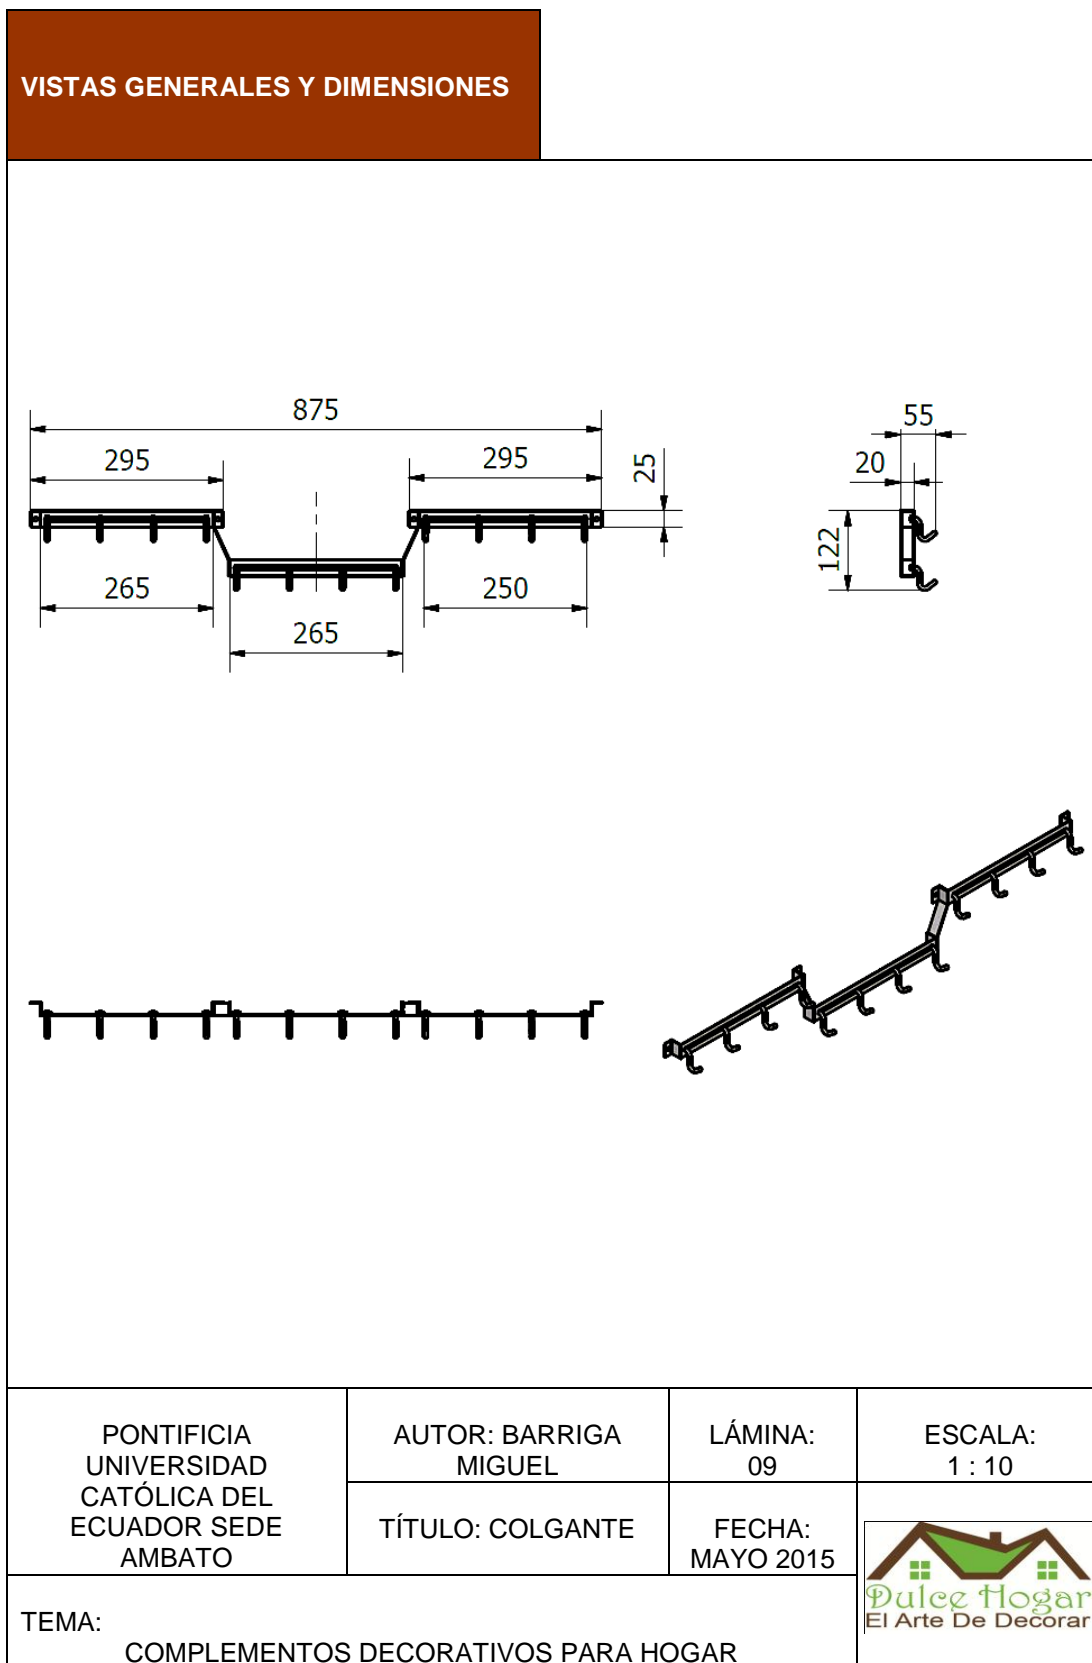 VISTAS GENERALES Y DIMENSIONES
875
295
295
25
265
250
265
55
20
122
PONTIFICIA
UNIVERSIDAD
CATÓLICA DEL
ECUADOR SEDE
AMBATO
AUTOR: BARRIGA
MIGUEL
LÁMINA:
09
ESCALA:
1 : 10
TÍTULO: COLGANTE
FECHA:
MAYO 2015
Dulce Hogar
El Arte De Decorar
TEMA:
COMPLEMENTOS DECORATIVOS PARA HOGAR